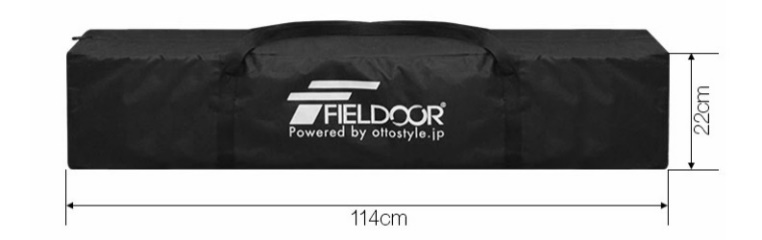 FIELDOOR®
Powered by ottostyle.jp
22cm
114cm